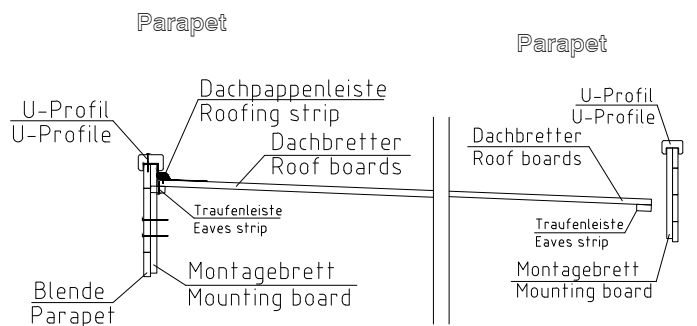 Parapet
Parapet
U-Profil
U-Profile
Dachpappenleiste
Roofing strip
Dachbretter
Roof boards
Traufenleiste
Eaves strip
Montagebrett
Mounting board
Blende
Parapet
U-Profil
U-Profile
Dachbretter
Roof boards
Traufenleiste
Eaves strip
Montagebrett
Mounting board